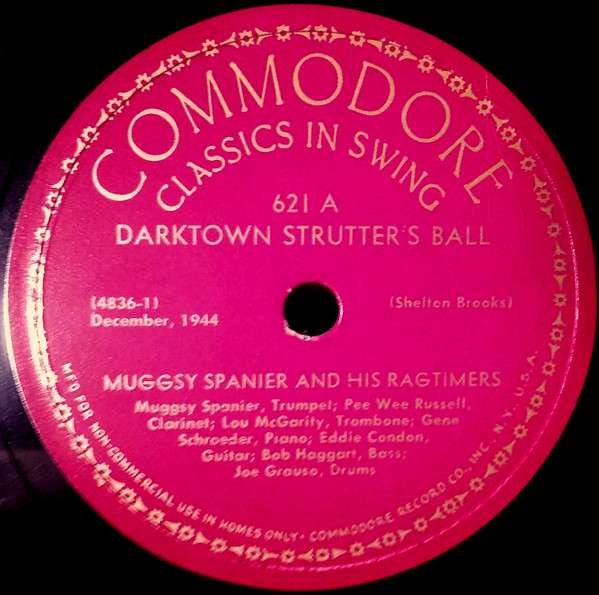 COMMODORE
CLASSICS IN SWING
621 A
DARKTOWN STRUTTER'S BALL
(4836-1)
December, 1944
(Shelton Brooks)
MUGGSY SPANIER AND HIS RAGTIMERS
Muggsy Spanier, Trumpet; Pee Wee Russell,
Clarinet; Lou McGarity, Trombone; Gene
Schroeder, Piano; Eddie Condon,
Guitar; Bob Haggart, Bass;
Joe Grauso, Drums
MF'D FOR NON-COMMERCIAL USE IN HOMES ONLY • COMMODORE RECORD CO., INC. N.Y., U.S.A.